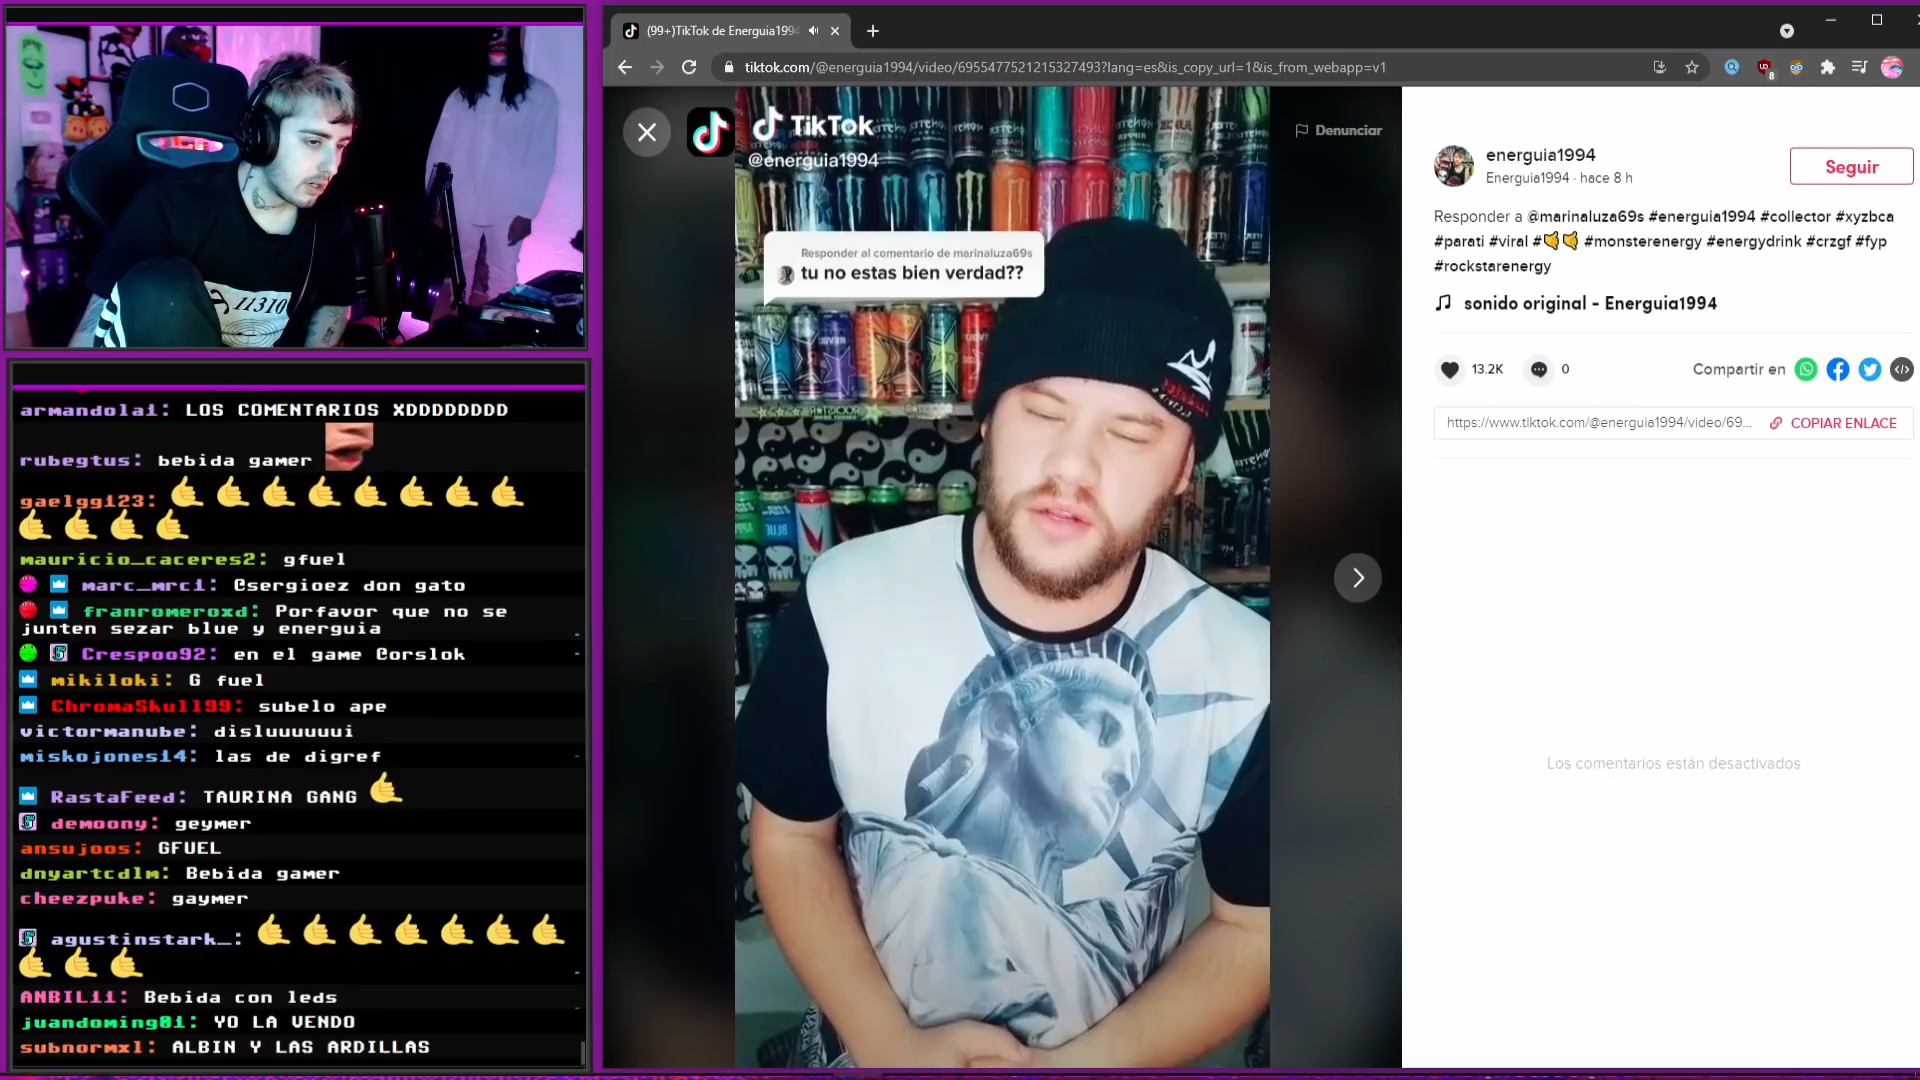 (99+)TikTok de Energuia1994
tiktok.com/@energuia1994/video/6955477521215327493?lang=es&is_copy_url=1&is_from_webapp=v1
TikTok
@energuia1994
Denunciar
Responder al comentario de marinaluza69s
tu no estas bien verdad??
energuia1994
Energuia1994 · hace 8 h
Seguir
Responder a @marinaluza69s #energuia1994 #collector #xyzbca
#parati #viral #🤙🤙 #monsterenergy #energydrink #crzgf #fyp
#rockstarenergy
sonido original - Energuia1994
13.2K
0
Compartir en
https://www.tiktok.com/@energuia1994/video/69...
COPIAR ENLACE
Los comentarios están desactivados
11310
armandola1: LOS COMENTARIOS XDDDDDDDD
rubegtus: bebida gamer
gaelgg123: 🤙🤙🤙🤙🤙🤙🤙🤙
🤙🤙🤙🤙
mauricio_caceres2: gfuel
marc_mrc1: @sergioez don gato
franromeroxd: Porfavor que no se
junten sezar blue y energuia
Crespoo92: en el game @orslok
mikiloki: G fuel
ChromaSkull99: subelo ape
victormanube: disluuuuuui
miskojones14: las de digref
RastaFeed: TAURINA GANG 🤙
demoony: geymer
ansujoos: GFUEL
dnyartcdlm: Bebida gamer
cheezpuke: gaymer
agustinstark_: 🤙🤙🤙🤙🤙🤙🤙
🤙🤙🤙
ANBIL11: Bebida con leds
juandoming01: YO LA VENDO
subnormxl: ALBIN Y LAS ARDILLAS